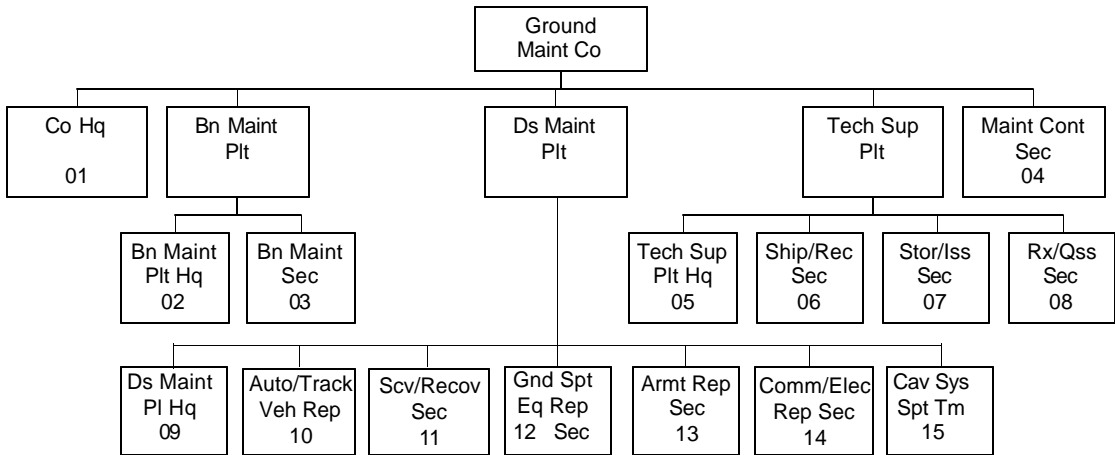 Ground
Maint Co
Co Hq
01
Bn Maint
Plt
Ds Maint
Plt
Tech Sup
Plt
Maint Cont
Sec
04
Bn Maint
Plt Hq
02
Bn Maint
Sec
03
Tech Sup
Plt Hq
05
Ship/Rec
Sec
06
Stor/Iss
Sec
07
Rx/Qss
Sec
08
Ds Maint
Pl Hq
09
Auto/Track
Veh Rep
10
Scv/Recov
Sec
11
Gnd Spt
Eq Rep
12 Sec
Armt Rep
Sec
13
Comm/Elec
Rep Sec
14
Cav Sys
Spt Tm
15